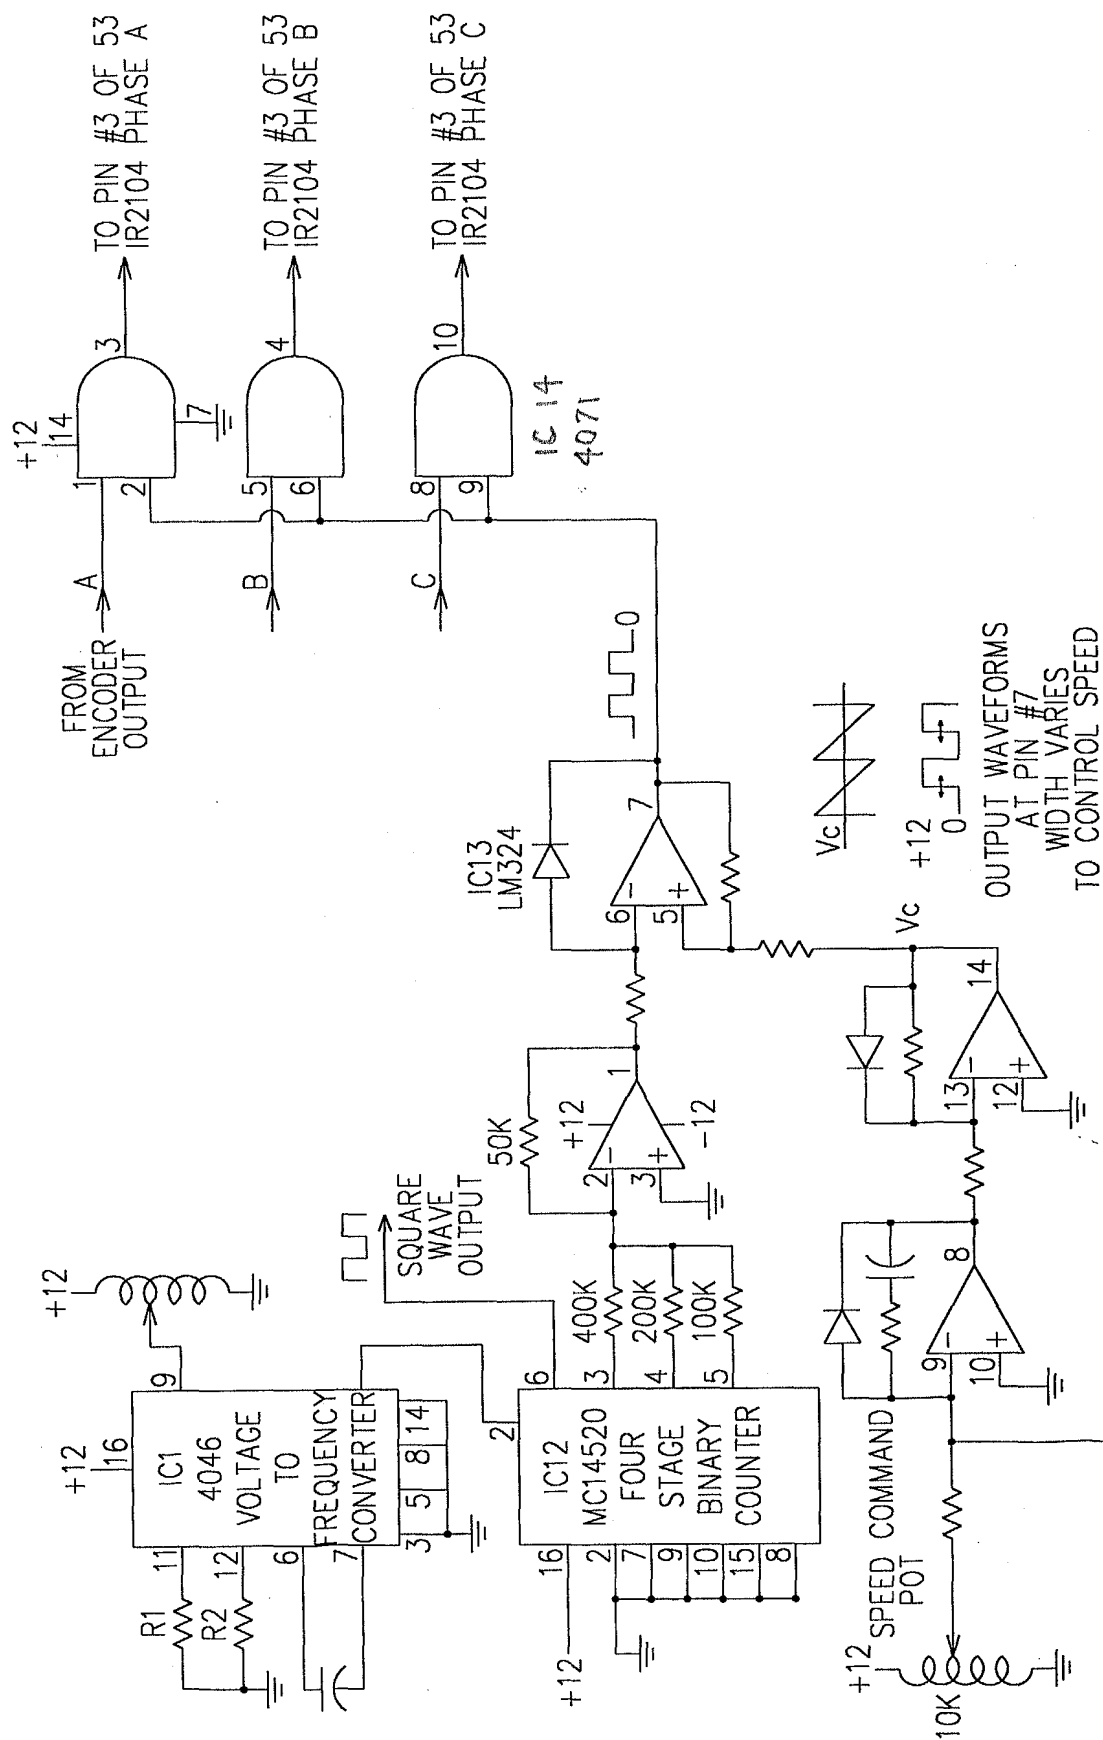 +12
+12
16
9
IC1
4046
VOLTAGE
TO
FREQUENCY
CONVERTER
11
12
6
7
R1
R2
3
5
8
14
SQUARE
WAVE
OUTPUT
+12
16
2
7
9
10
15
8
2
IC12
MC14520
FOUR
STAGE
BINARY
COUNTER
6
3
4
5
400K
200K
100K
50K
+12
2
3
1
-12
IC13
LM324
6
5
7
0
FROM
ENCODER
OUTPUT
A
B
C
+12
14
1
2
3
7
5
6
4
8
9
10
IC 14
4071
TO PIN #3 OF 53
IR2104 PHASE A
TO PIN #3 OF 53
IR2104 PHASE B
TO PIN #3 OF 53
IR2104 PHASE C
SPEED COMMAND
POT
+12
10K
9
10
8
13
12
14
Vc
Vc
+12
0
OUTPUT WAVEFORMS
AT PIN #7
WIDTH VARIES
TO CONTROL SPEED